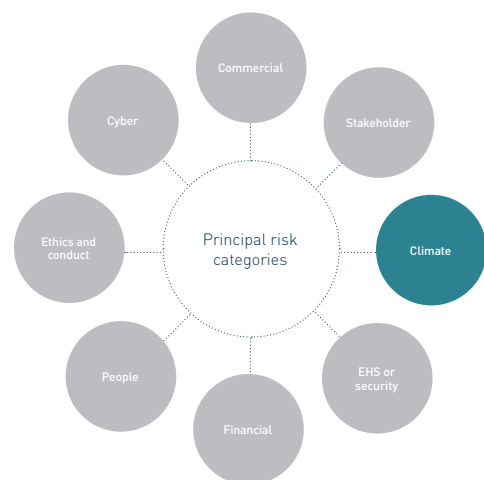 Commercial
Cyber
Stakeholder
Ethics and
conduct
Principal risk
categories
Climate
People
EHS or
security
Financial